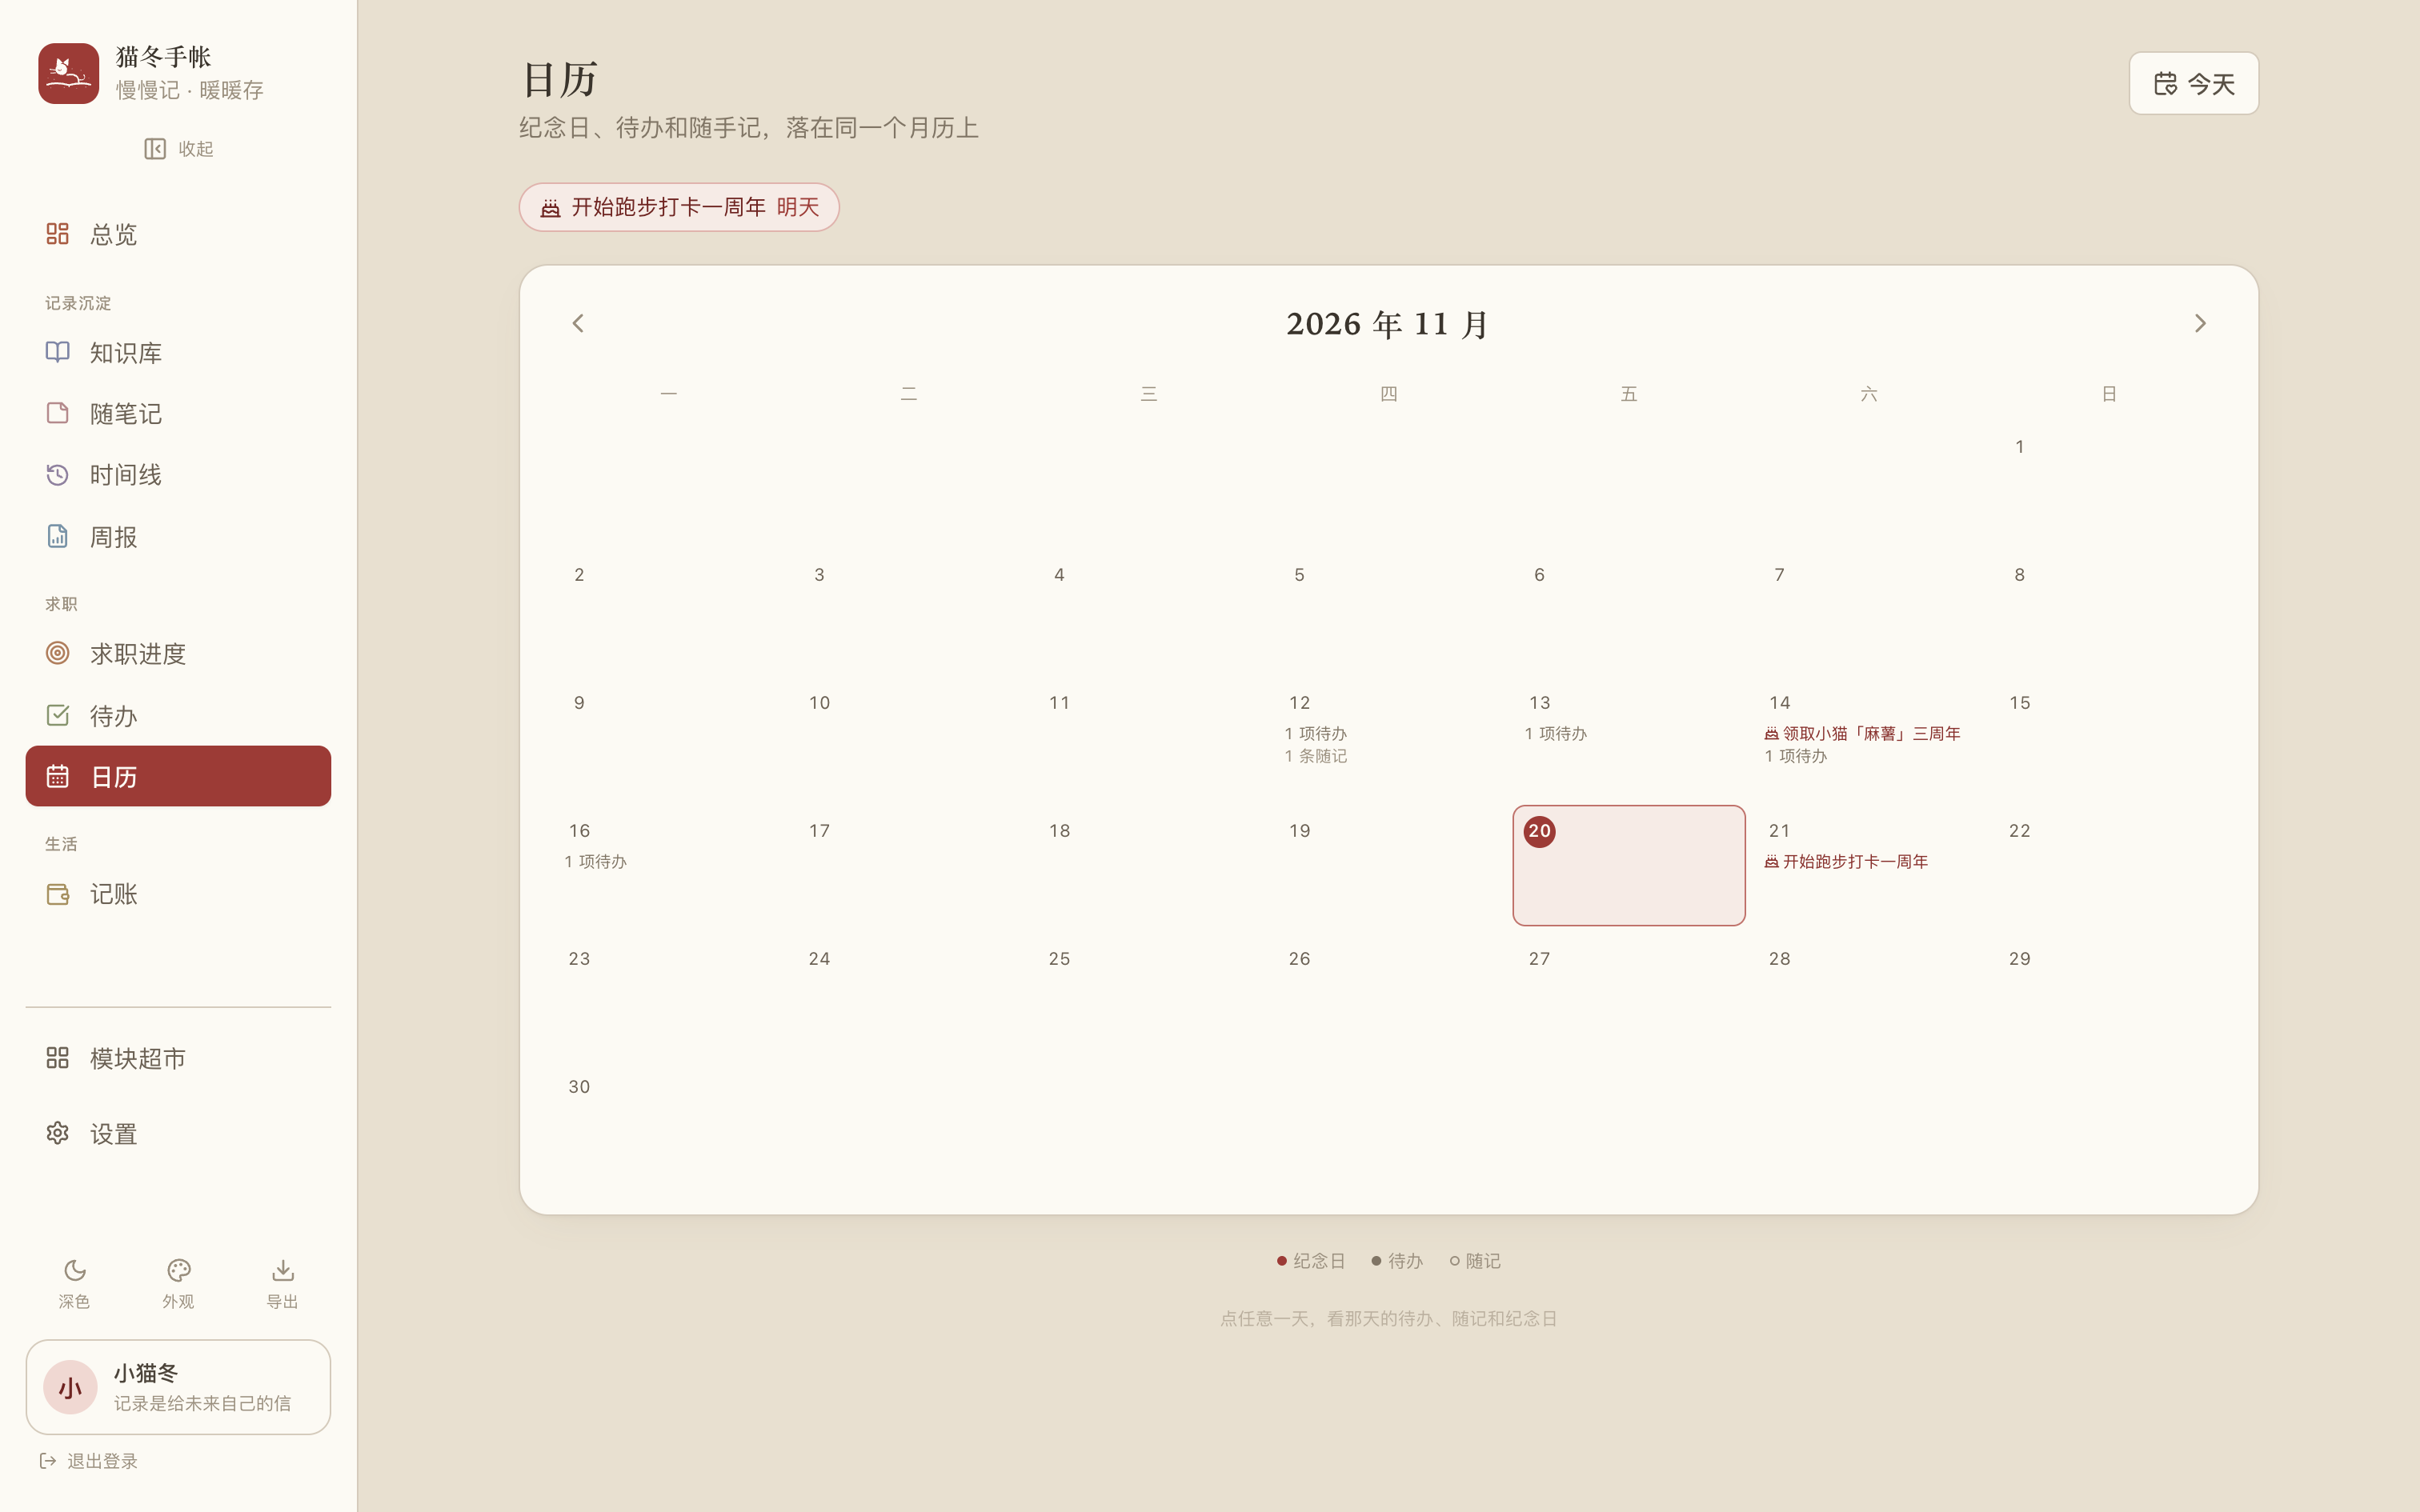 猫冬手帐
慢慢记 · 暖暖存
收起
总览
记录沉淀
知识库
随笔记
时间线
周报
求职
求职进度
待办
日历
生活
记账
模块超市
设置
深色 外观 导出
小
小猫冬
记录是给未来自己的信
退出登录
日历
今天
纪念日、待办和随手记，落在同一个月历上
开始跑步打卡一周年 明天
2026 年 11 月
一 二 三 四 五 六 日
1
2 3 4 5 6 7 8
9 10 11 12 13 14 15
1 项待办 1 项待办 领取小猫「麻薯」三周年
1 条随记 1 项待办
16 17 18 19 20 21 22
1 项待办 开始跑步打卡一周年
23 24 25 26 27 28 29
30
纪念日 待办 随记
点任意一天，看那天的待办、随记和纪念日